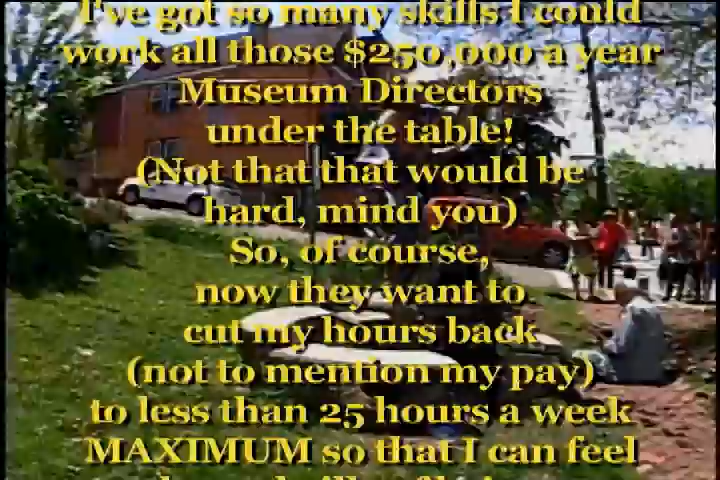 I've got so many skills I could
work all those $250,000 a year
Museum Directors
under the table!
(Not that that would be
hard, mind you)
So, of course,
now they want to
cut my hours back
(not to mention my pay)
to less than 25 hours a week
MAXIMUM so that I can feel